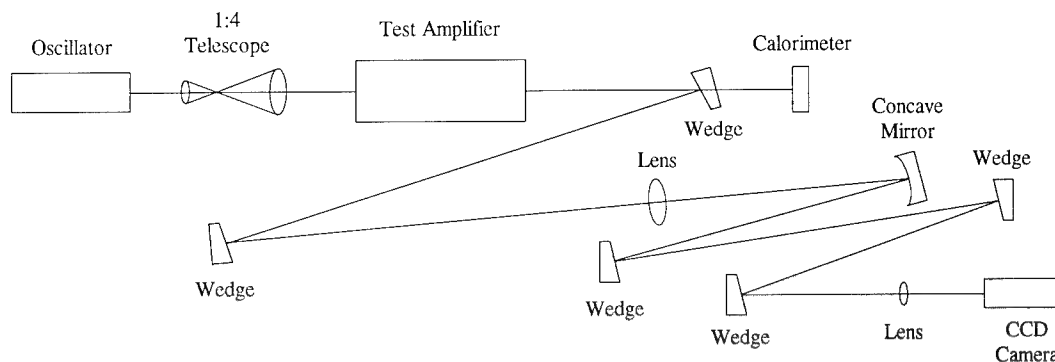 1:4
Telescope
Oscillator
Test Amplifier
Calorimeter
Wedge
Concave
Mirror
Wedge
Lens
Wedge
Wedge
Wedge
Lens
CCD
Camera